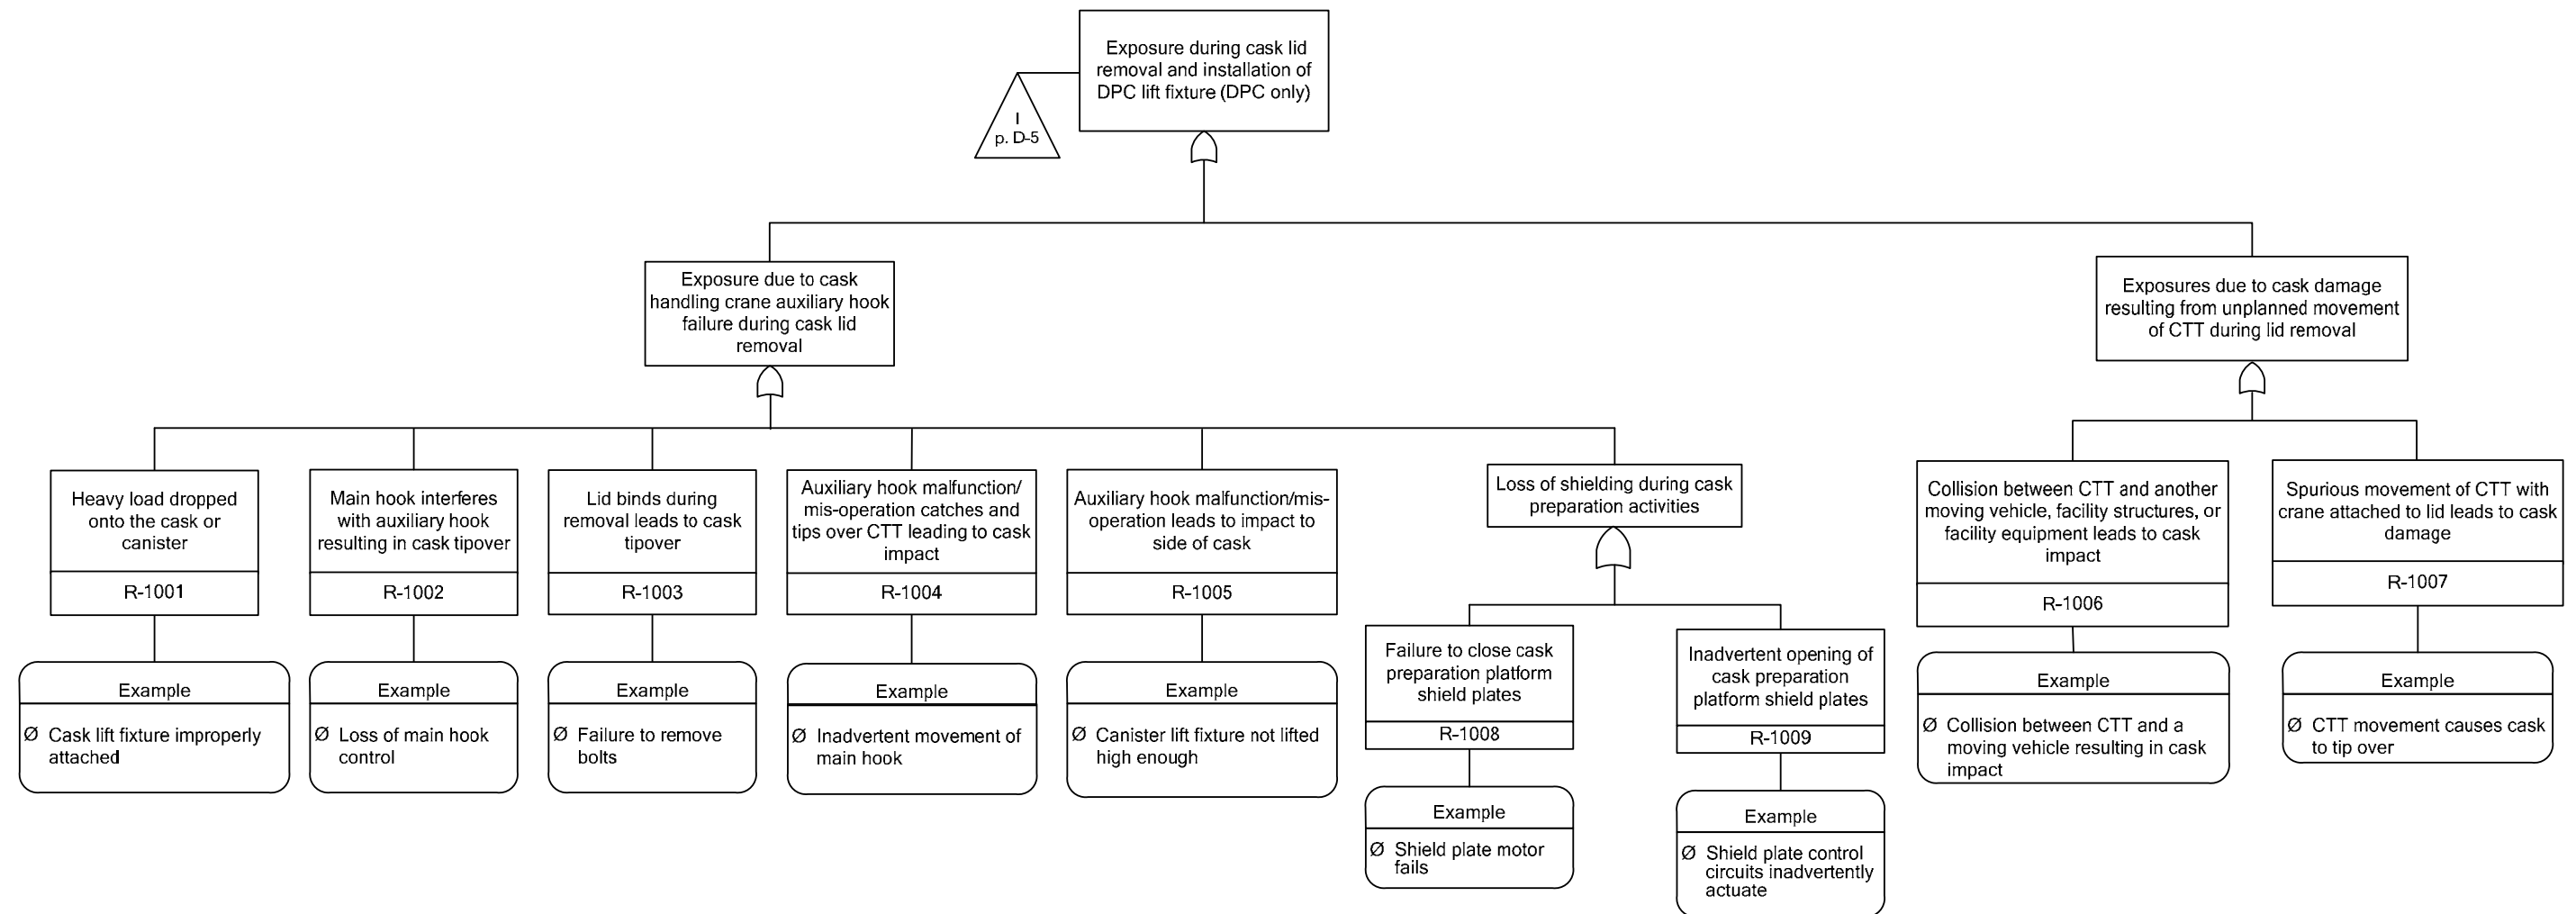 Exposure during cask lid
removal and installation of
DPC lift fixture (DPC only)
I
p. D-5
Exposure due to cask
handling crane auxiliary hook
failure during cask lid
removal
Exposures due to cask damage
resulting from unplanned movement
of CTT during lid removal
Heavy load dropped
onto the cask or
canister
R-1001
Main hook interferes
with auxiliary hook
resulting in cask tipover
R-1002
Lid binds during
removal leads to cask
tipover
R-1003
Auxiliary hook malfunction/
mis-operation catches and
tips over CTT leading to cask
impact
R-1004
Auxiliary hook malfunction/mis-
operation leads to impact to
side of cask
R-1005
Loss of shielding during cask
preparation activities
Collision between CTT and another
moving vehicle, facility structures, or
facility equipment leads to cask
impact
R-1006
Spurious movement of CTT with
crane attached to lid leads to cask
damage
R-1007
Failure to close cask
preparation platform
shield plates
R-1008
Inadvertent opening of
cask preparation
platform shield plates
R-1009
Example
Ø Cask lift fixture improperly
attached
Example
Ø Loss of main hook
control
Example
Ø Failure to remove
bolts
Example
Ø Inadvertent movement of
main hook
Example
Ø Canister lift fixture not lifted
high enough
Example
Ø Shield plate motor
fails
Example
Ø Shield plate control
circuits inadvertently
actuate
Example
Ø Collision between CTT and a
moving vehicle resulting in cask
impact
Example
Ø CTT movement causes cask
to tip over